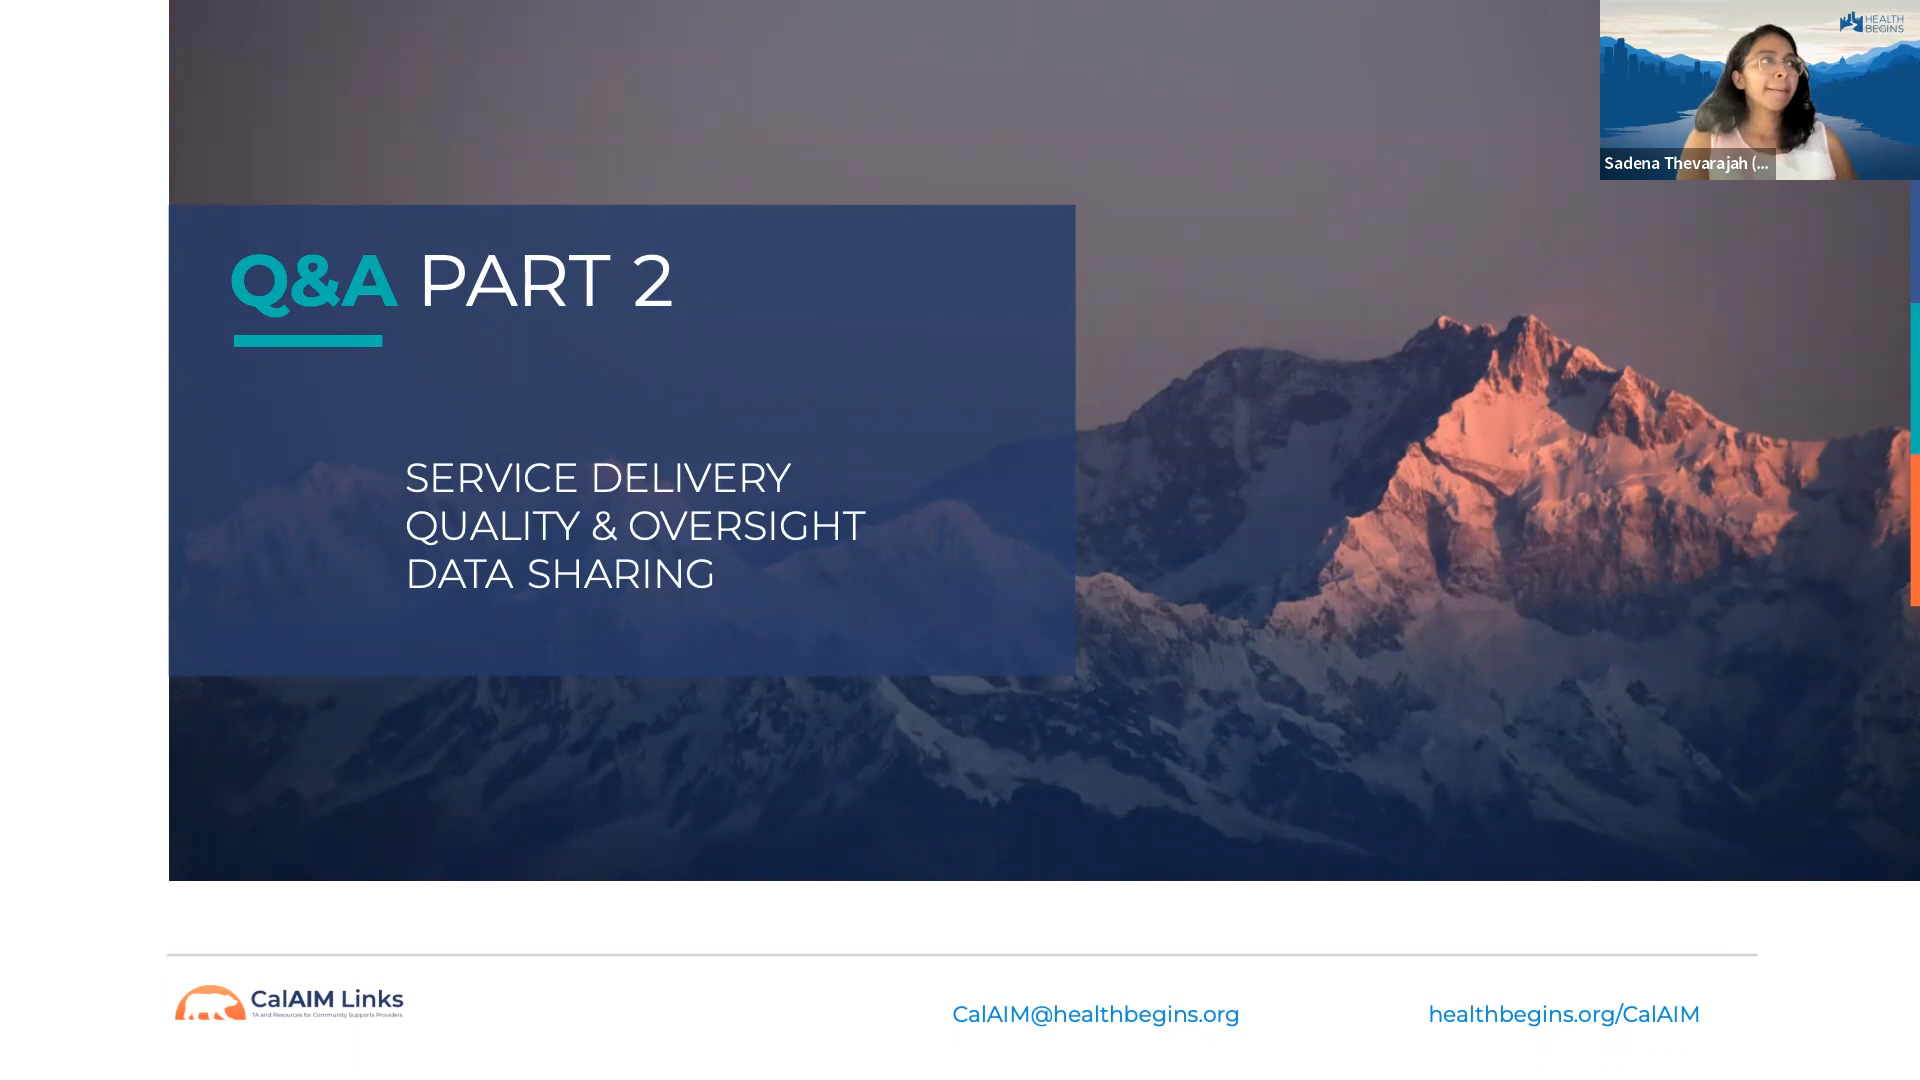 HEALTH
BEGINS
Sadena Thevarajah (...
Q&A PART 2
SERVICE DELIVERY
QUALITY & OVERSIGHT
DATA SHARING
CalAIM Links
TA and Resources for Community Supports Providers
CalAIM@healthbegins.org
healthbegins.org/CalAIM